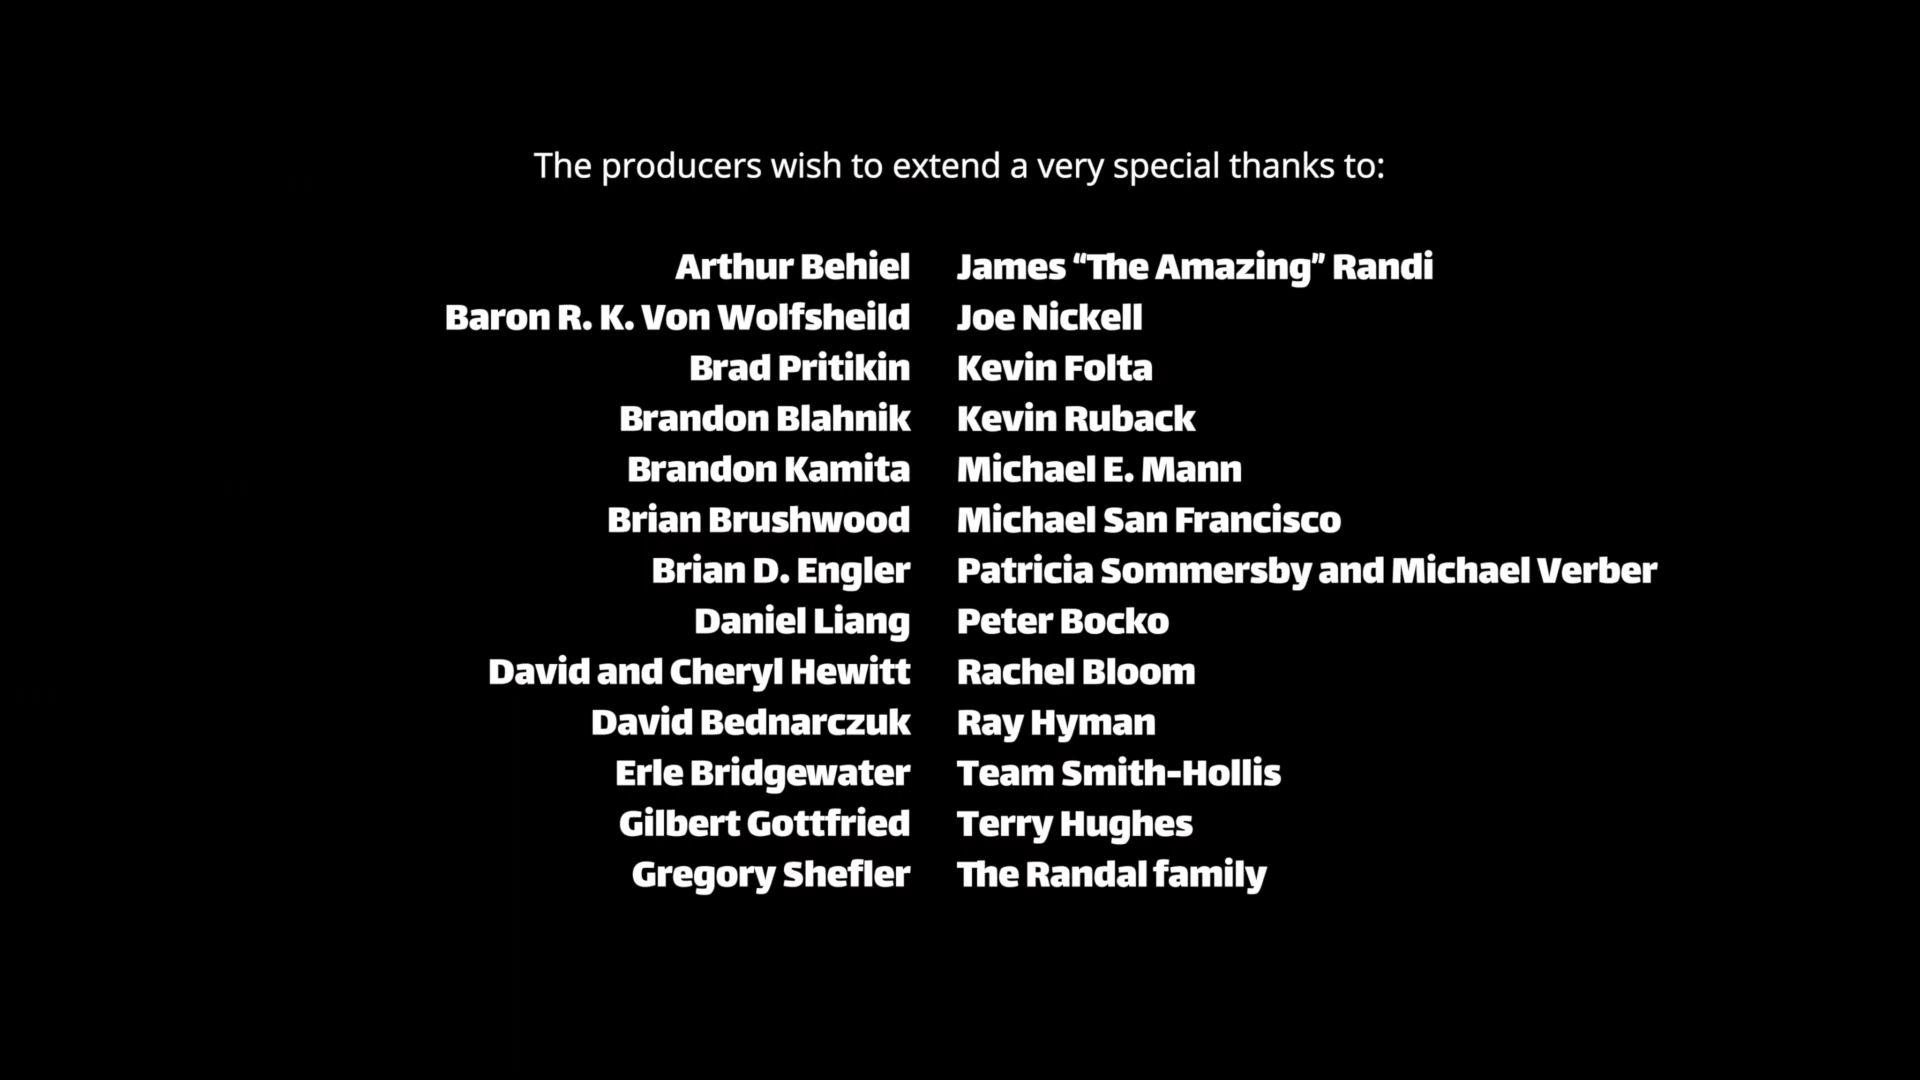 The producers wish to extend a very special thanks to:
Arthur Behiel
Baron R. K. Von Wolfsheild
Brad Pritikin
Brandon Blahnik
Brandon Kamita
Brian Brushwood
Brian D. Engler
Daniel Liang
David and Cheryl Hewitt
David Bednarczuk
Erle Bridgewater
Gilbert Gottfried
Gregory Shefler
James “The Amazing” Randi
Joe Nickell
Kevin Folta
Kevin Ruback
Michael E. Mann
Michael San Francisco
Patricia Sommersby and Michael Verber
Peter Bocko
Rachel Bloom
Ray Hyman
Team Smith-Hollis
Terry Hughes
The Randal family